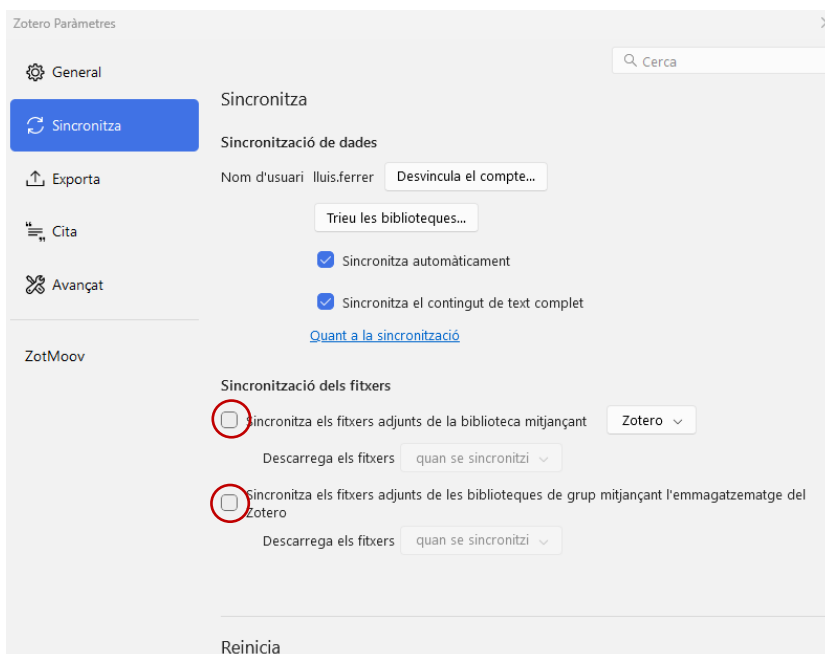 Zotero Paràmetres
General
Sincronitza
Exporta
Cita
Avançat
ZotMoov
Cerca
Sincronitza
Sincronització de dades
Nom d'usuari lluis.ferrer Desvincula el compte...
Trieu les biblioteques...
Sincronitza automàticament
Sincronitza el contingut de text complet
Quant a la sincronització
Sincronització dels fitxers
Sincronitza els fitxers adjunts de la biblioteca mitjançant Zotero
Descarrega els fitxers quan se sincronitzi
Sincronitza els fitxers adjunts de les biblioteques de grup mitjançant l'emmagatzematge del
Zotero
Descarrega els fitxers quan se sincronitzi
Reinicia